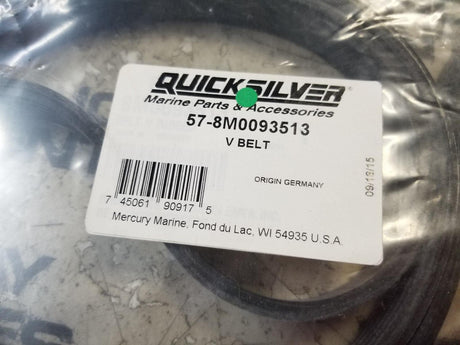 QUICKSILVER®
Marine Parts & Accessories
57-8M0093513
V BELT
ORIGIN GERMANY
09/13/15
7 45061 90917 5
Mercury Marine, Fond du Lac, WI 54935 U.S.A.